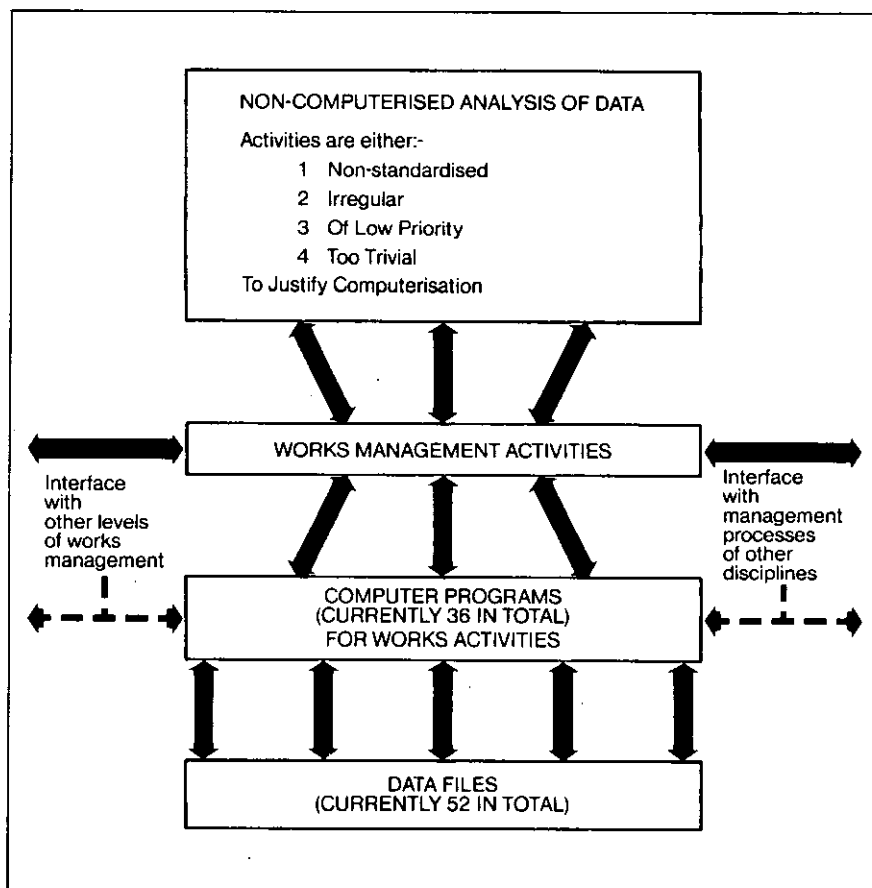 NON-COMPUTERISED ANALYSIS OF DATA
Activities are either:-
1 Non-standardised
2 Irregular
3 Of Low Priority
4 Too Trivial
To Justify Computerisation
WORKS MANAGEMENT ACTIVITIES
Interface
with
other levels
of works
management
Interface
with
management
processes
of other
disciplines
COMPUTER PROGRAMS
(CURRENTLY 36 IN TOTAL)
FOR WORKS ACTIVITIES
DATA FILES
(CURRENTLY 52 IN TOTAL)